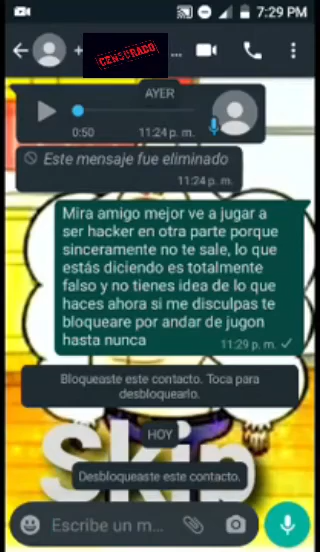 7:29 PM
+ CENSURADO ...
AYER
0:50 11:24 p. m.
Este mensaje fue eliminado
11:24 p. m.
Mira amigo mejor ve a jugar a
ser hacker en otra parte porque
sinceramente no te sale, lo que
estás diciendo es totalmente
falso y no tienes idea de lo que
haces ahora si me disculpas te
bloqueare por andar de jugon
hasta nunca
11:29 p. m.
Bloqueaste este contacto. Toca para
desbloquearlo.
HOY
Skip
Desbloqueaste este contacto.
Escribe un m...